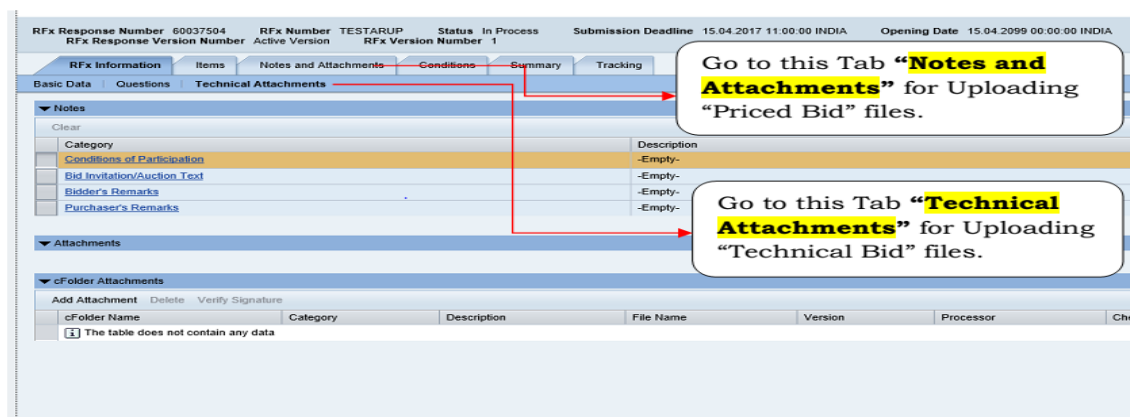 RFx Response Number 60037504 RFx Number TESTARUP Status In Process Submission Deadline 15.04.2017 11:00:00 INDIA Opening Date 15.04.2099 00:00:00 INDIA
RFx Response Version Number Active Version RFx Version Number 1
RFx Information Items Notes and Attachments Conditions Summary Tracking
Basic Data Questions Technical Attachments
Go to this Tab “Notes and
Attachments” for Uploading
“Priced Bid” files.
Notes
Clear
Category Description
Conditions of Participation -Empty-
Bid Invitation/Auction Text -Empty-
Bidder's Remarks -Empty-
Purchaser's Remarks -Empty-
Go to this Tab “Technical
Attachments” for Uploading
“Technical Bid” files.
Attachments
cFolder Attachments
Add Attachment Delete Verify Signature
cFolder Name Category Description File Name Version Processor
The table does not contain any data